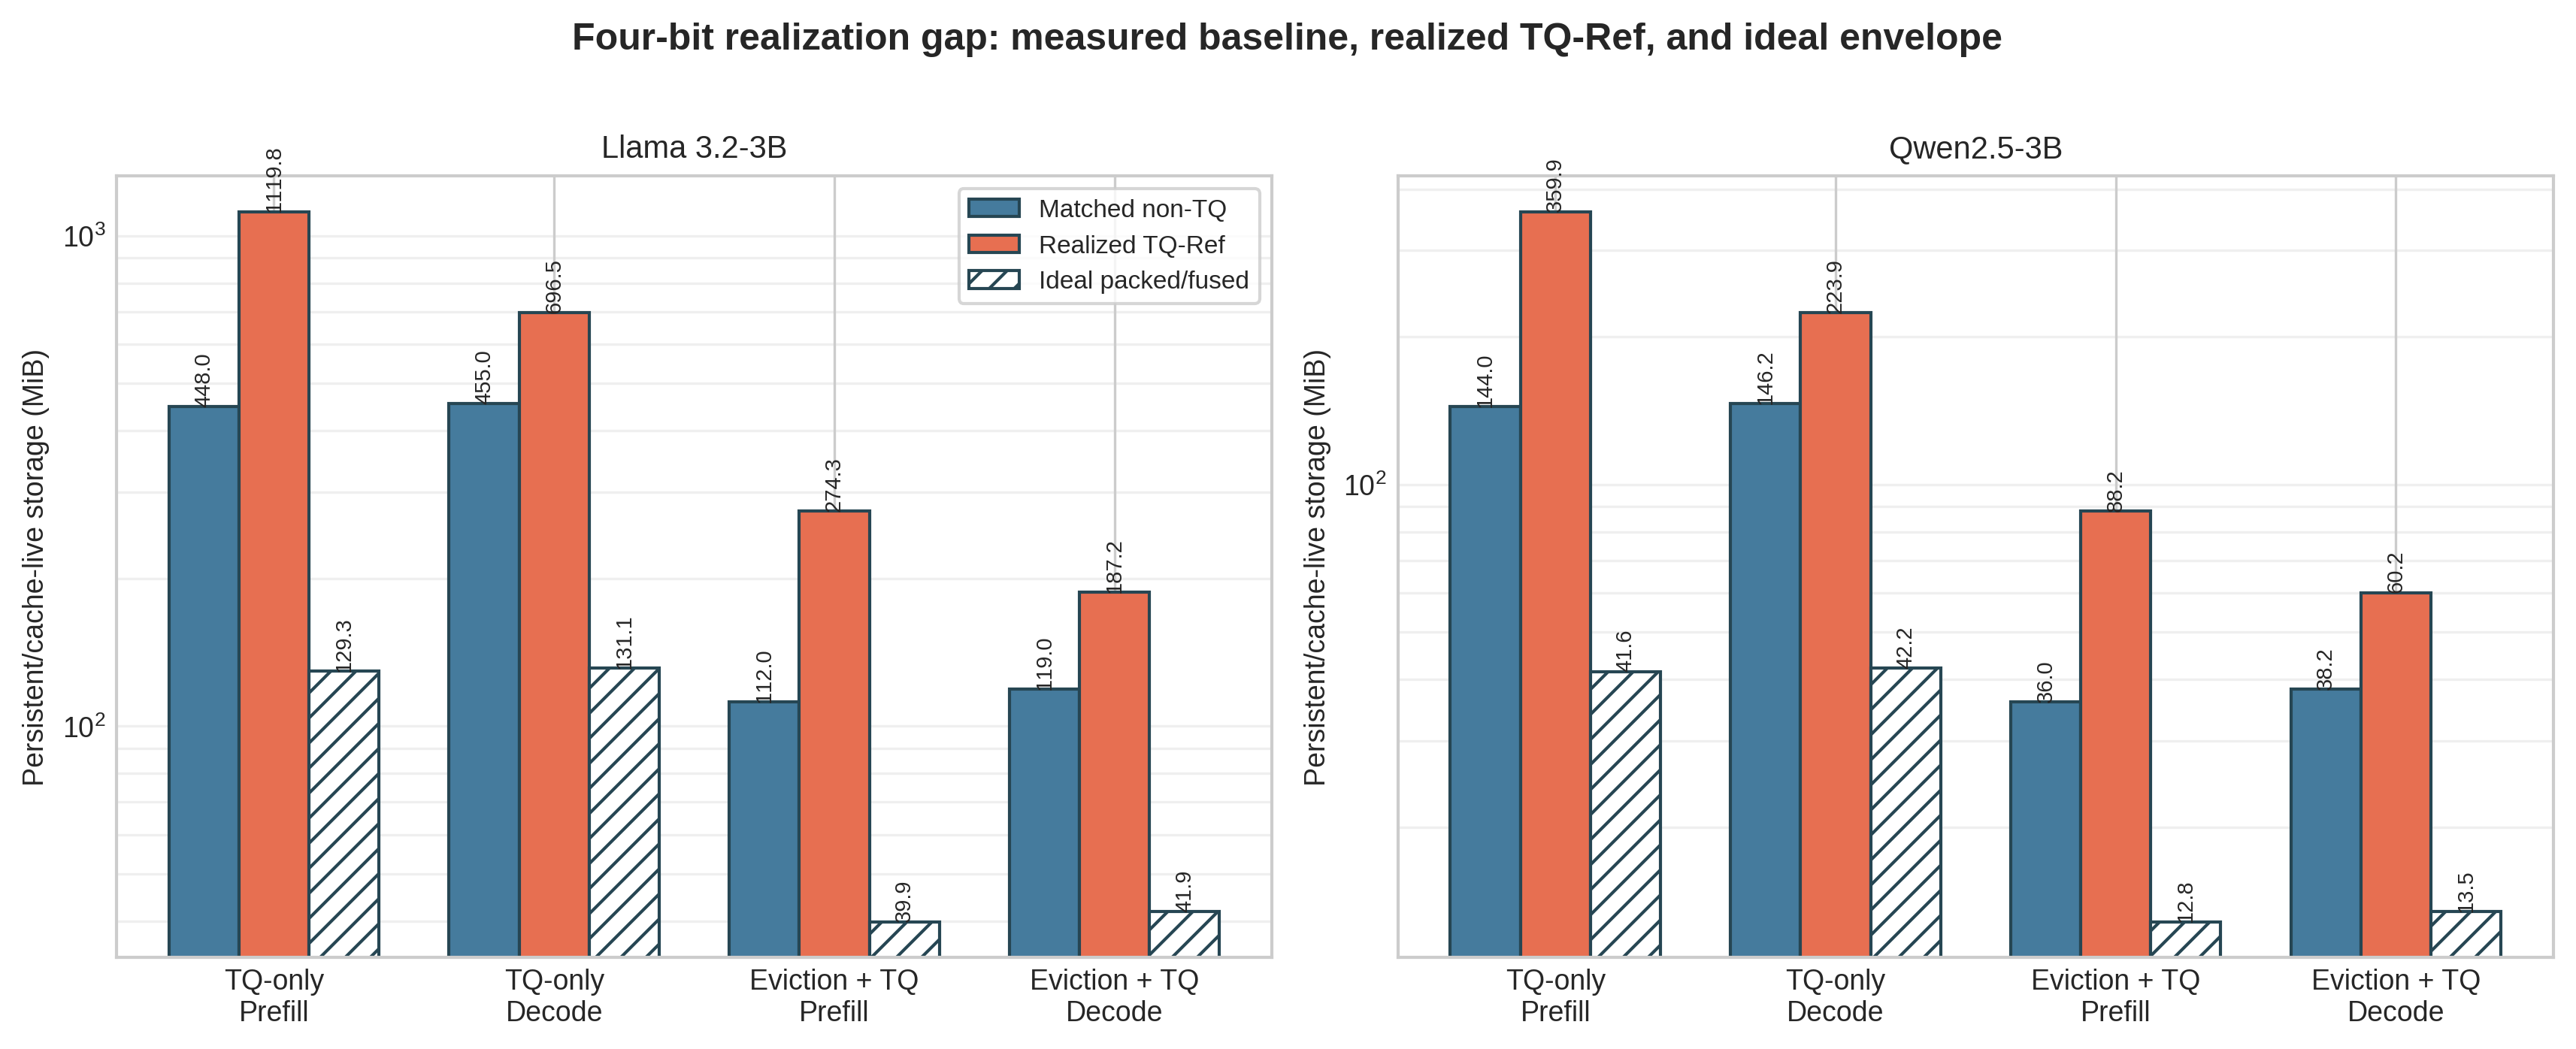 Four-bit realization gap: measured baseline, realized TQ-Ref, and ideal envelope
Llama 3.2-3B
Persistent/cache-live storage (MiB)
10³
10²
Matched non-TQ
Realized TQ-Ref
Ideal packed/fused
448.0
1119.8
129.3
455.0
696.5
131.1
112.0
274.3
39.9
119.0
187.2
41.9
TQ-only
Prefill
TQ-only
Decode
Eviction + TQ
Prefill
Eviction + TQ
Decode
Qwen2.5-3B
Persistent/cache-live storage (MiB)
10²
144.0
359.9
41.6
146.2
223.9
42.2
36.0
88.2
12.8
38.2
60.2
13.5
TQ-only
Prefill
TQ-only
Decode
Eviction + TQ
Prefill
Eviction + TQ
Decode